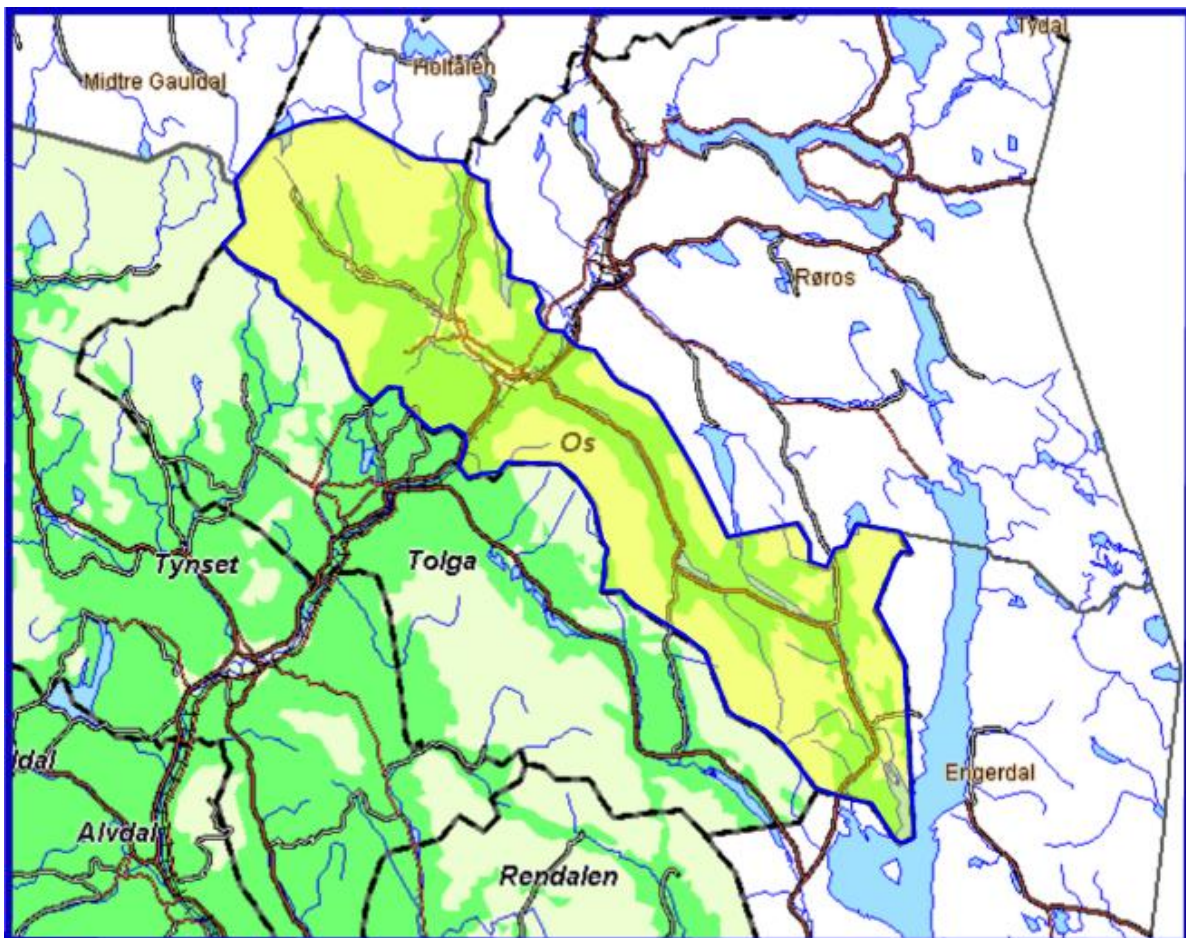 Tydal
Holtålen
Midtre Gauldal
Røros
Os
Tynset
Tolga
ldal
Engerdal
Alvdal
Rendalen